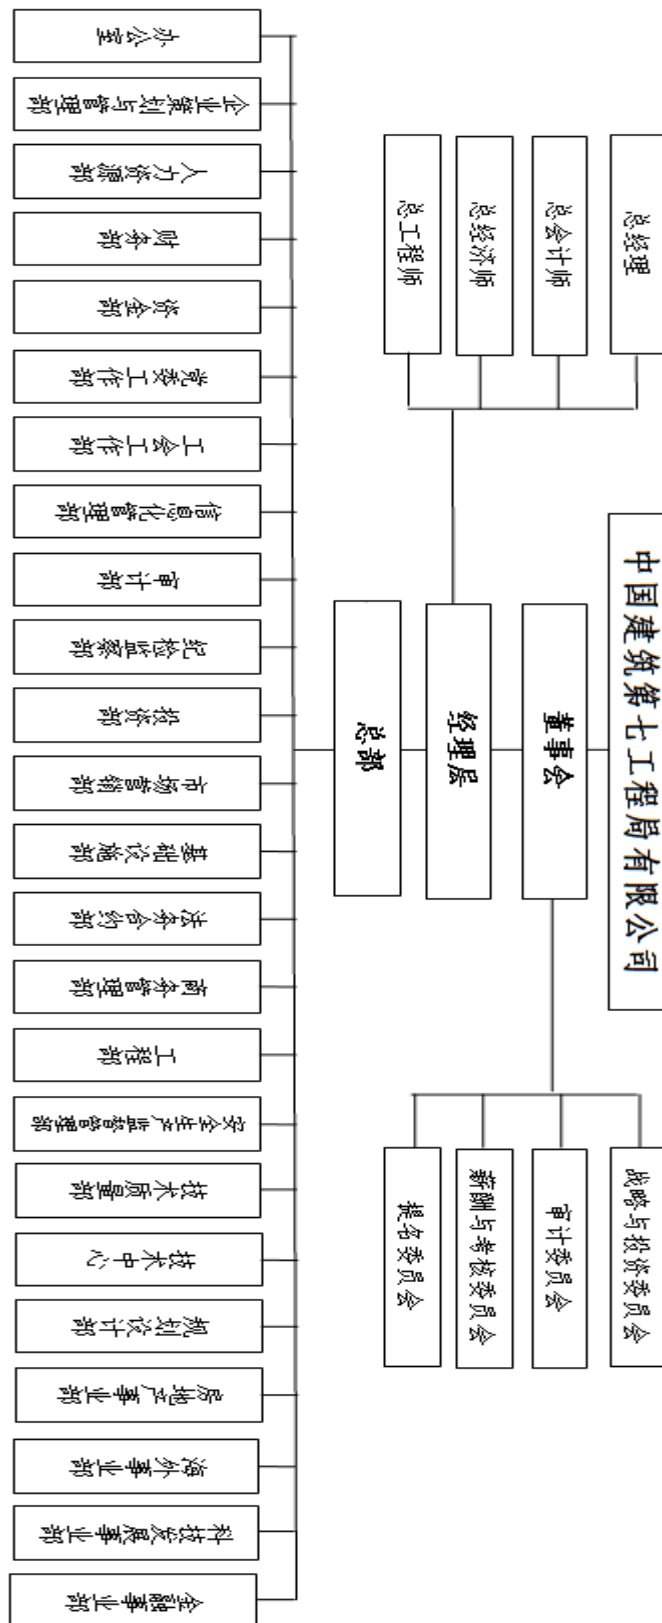 中国建筑第七工程局有限公司
董事会
战略与投资委员会
审计委员会
薪酬与考核委员会
提名委员会
经理层
总经理
总会计师
总经济师
总工程师
总部
办公室
企业策划与管理部
人力资源部
财务部
资金部
党委工作部
工会工作部
信息化管理部
审计部
纪检监察部
投资部
市场营销部
基础设施部
法务合约部
商务管理部
工程部
安全生产监督管理部
技术质量部
技术中心
规划设计部
房地产事业部
海外事业部
科技发展事业部
金融事业部